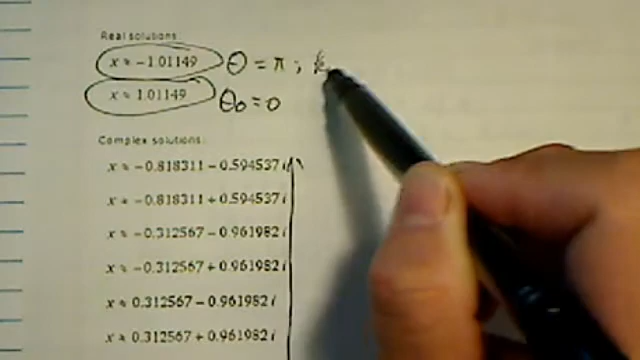 Real solutions:
x ≈ -1.01149 θ = π ;
x ≈ 1.01149 θ₀ = 0
Complex solutions:
x ≈ -0.818311 - 0.594537 i
x ≈ -0.818311 + 0.594537 i
x ≈ -0.312567 - 0.961982 i
x ≈ -0.312567 + 0.961982 i
x ≈ 0.312567 - 0.961982 i
x ≈ 0.312567 + 0.961982 i